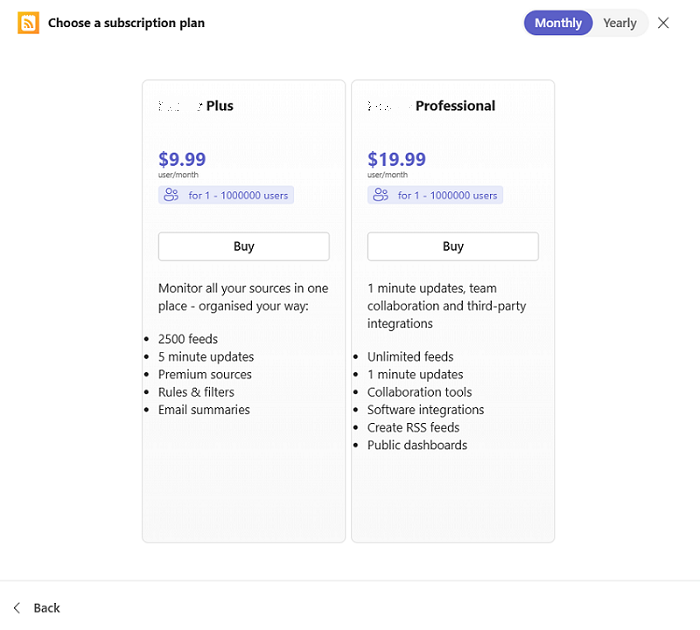 Choose a subscription plan
Monthly
Yearly
Plus
$9.99
user/month
for 1 - 1000000 users
Buy
Monitor all your sources in one
place - organised your way:
2500 feeds
5 minute updates
Premium sources
Rules & filters
Email summaries
Professional
$19.99
user/month
for 1 - 1000000 users
Buy
1 minute updates, team
collaboration and third-party
integrations
Unlimited feeds
1 minute updates
Collaboration tools
Software integrations
Create RSS feeds
Public dashboards
Back